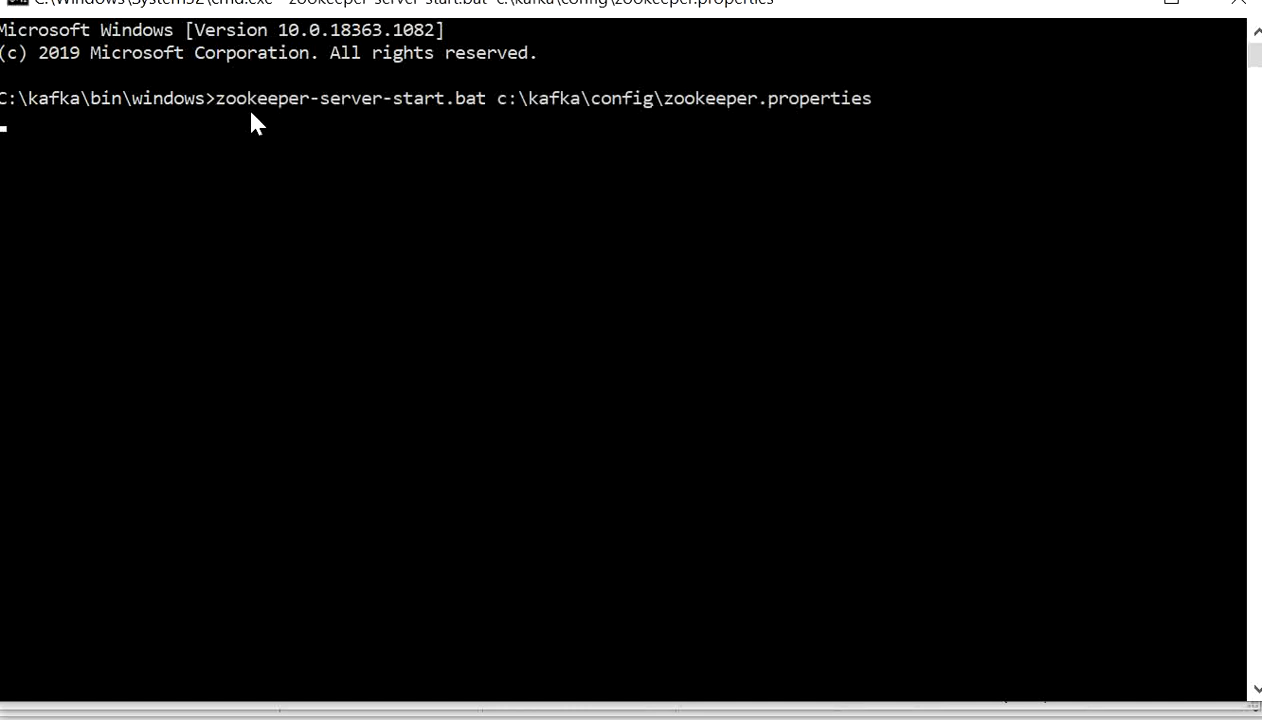 C:\Windows\System32\cmd.exe - zookeeper-server-start.bat c:\kafka\config\zookeeper.properties
Microsoft Windows [Version 10.0.18363.1082]
(c) 2019 Microsoft Corporation. All rights reserved.
C:\kafka\bin\windows>zookeeper-server-start.bat c:\kafka\config\zookeeper.properties